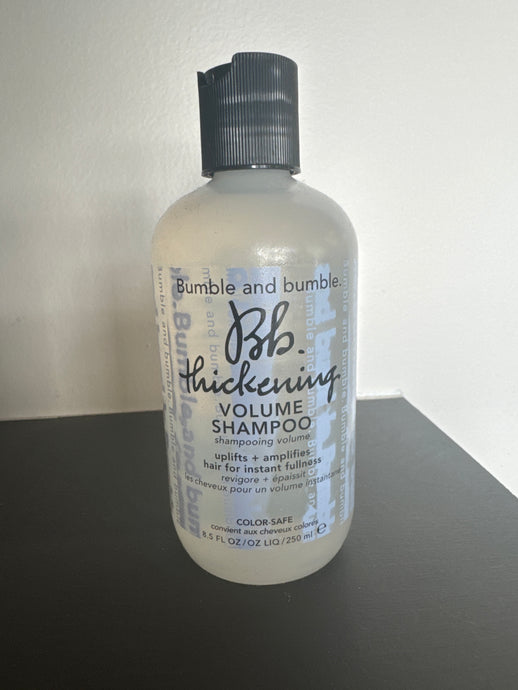 Bumble and bumble.
Bb.
thickening
VOLUME
SHAMPOO
shampooing volume
uplifts + amplifies
hair for instant fullness
revigore + épaissit
les cheveux pour un volume instantané
COLOR-SAFE
convient aux cheveux colorés
8.5 FL OZ/OZ LIQ/250 ml e